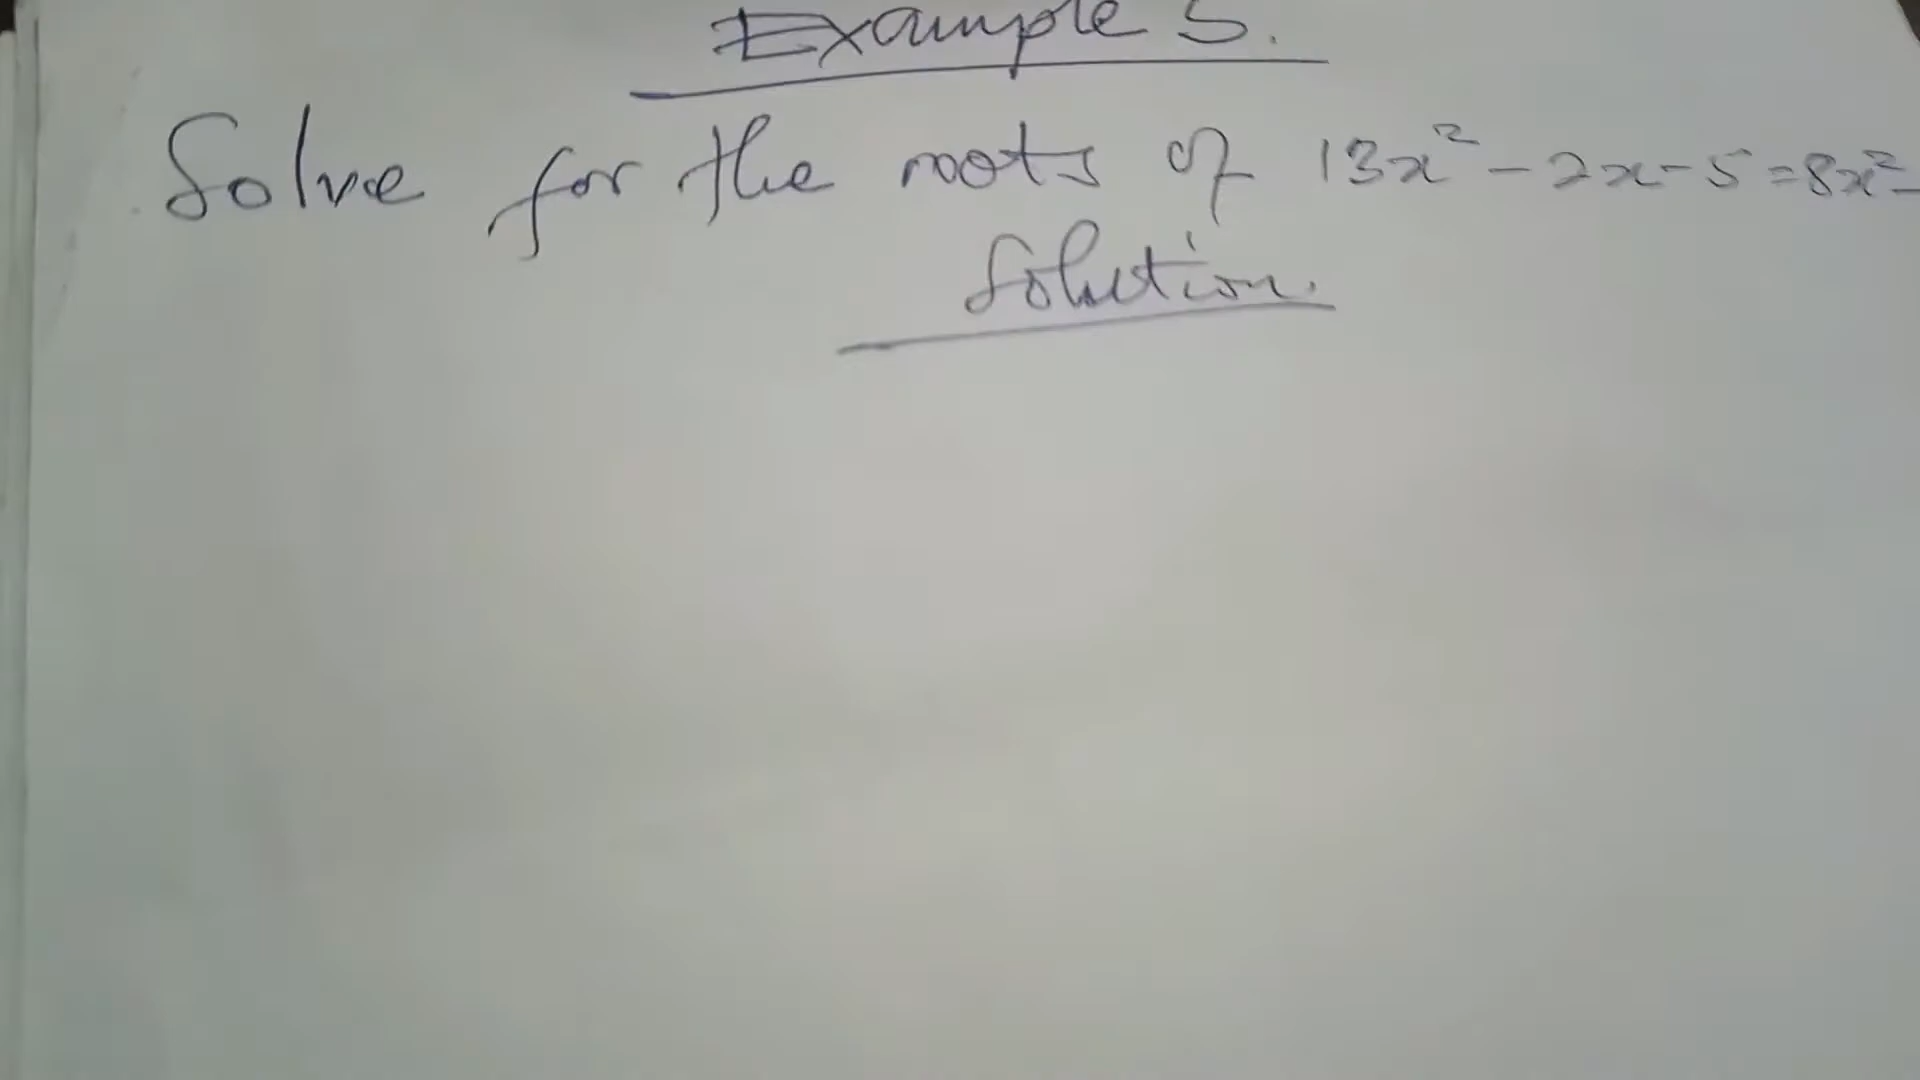 Example 5.
Solve for the roots of 13x² - 2x - 5 = 8x² -
Solution.